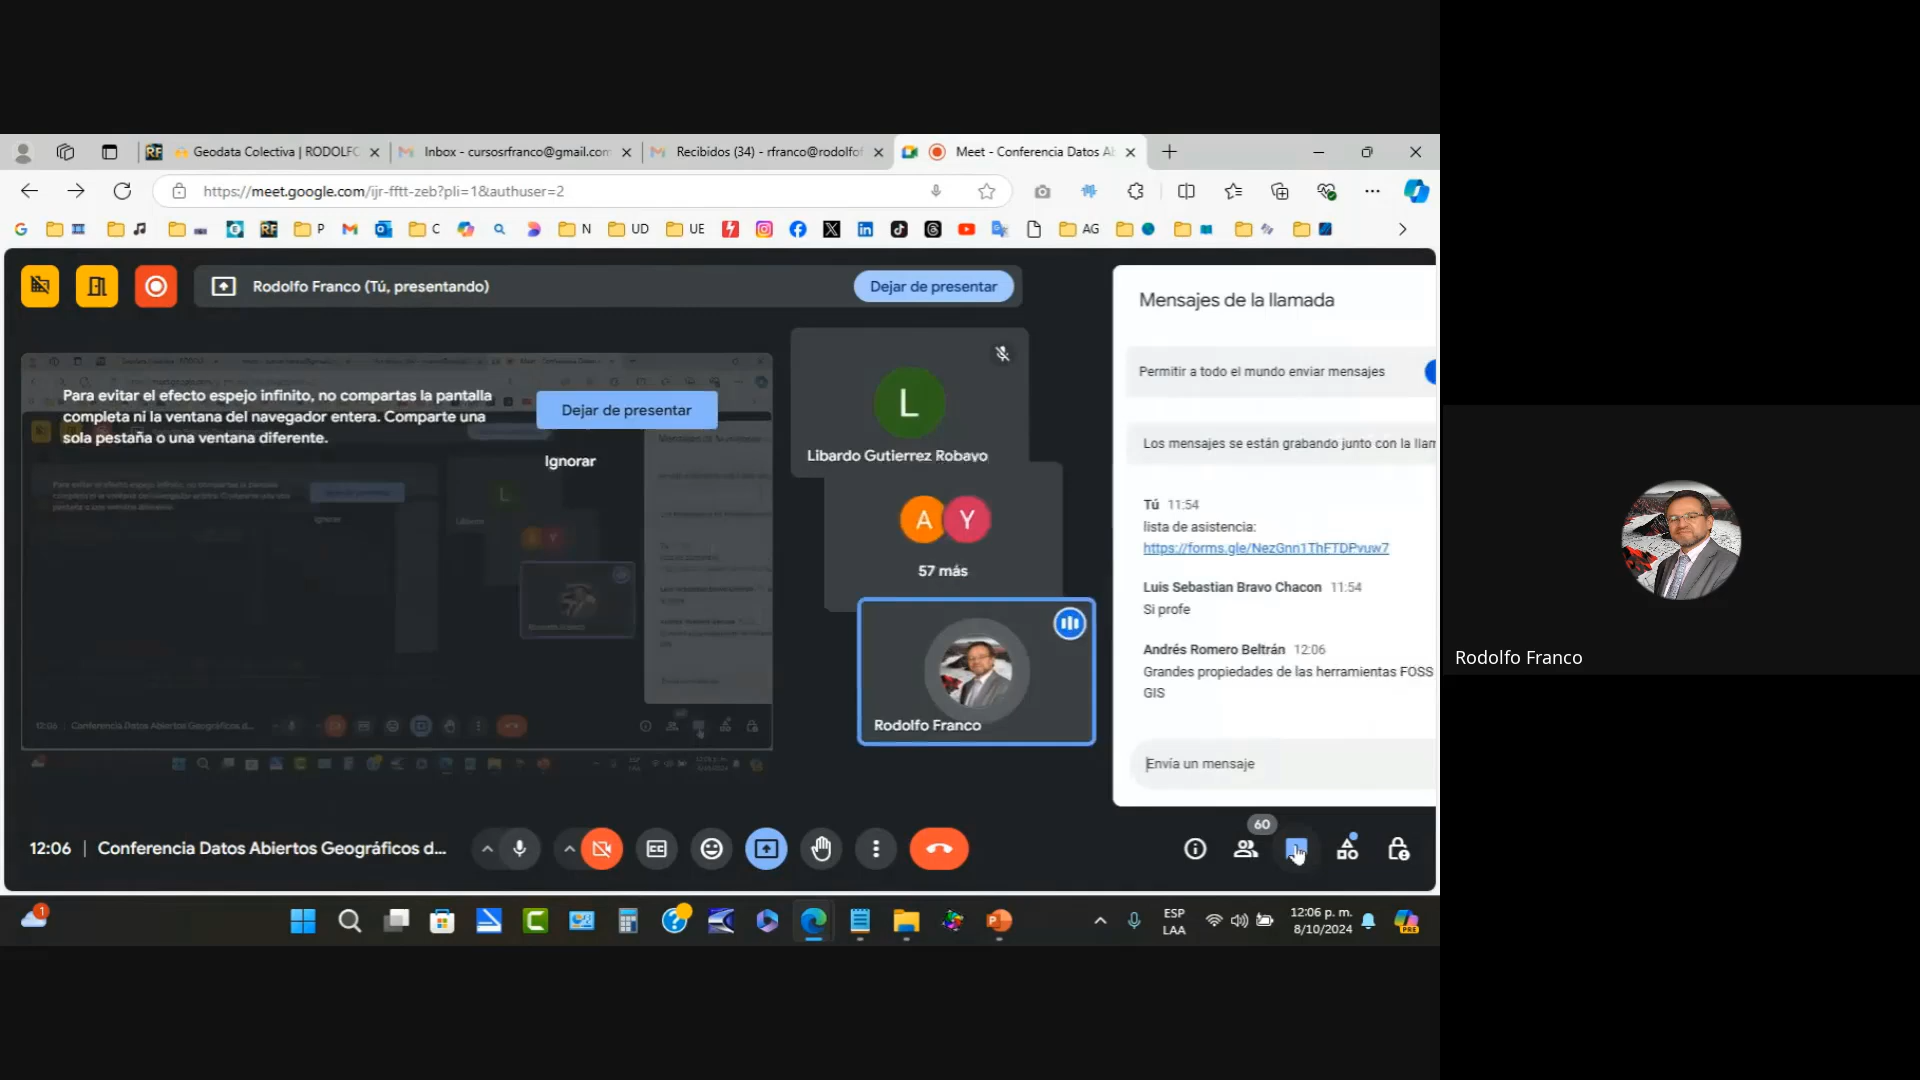 Geodata Colectiva | RODOLFO
Inbox - cursosrfranco@gmail.com
Recibidos (34) - rfranco@rodolfof
Meet - Conferencia Datos A
https://meet.google.com/ijr-fftt-zeb?pli=1&authuser=2
P
C
N
UD
UE
AG
Rodolfo Franco (Tú, presentando)
Dejar de presentar
Para evitar el efecto espejo infinito, no compartas la pantalla
completa ni la ventana del navegador entera. Comparte una
sola pestaña o una ventana diferente.
Dejar de presentar
Ignorar
L
Libardo Gutierrez Robayo
A Y
57 más
Rodolfo Franco
Mensajes de la llamada
Permitir a todo el mundo enviar mensajes
Los mensajes se están grabando junto con la llam
Tú 11:54
lista de asistencia:
https://forms.gle/NezGnn1ThFTDPvuw7
Luis Sebastian Bravo Chacon 11:54
Si profe
Andrés Romero Beltrán 12:06
Grandes propiedades de las herramientas FOSS
GIS
Envía un mensaje
12:06 | Conferencia Datos Abiertos Geográficos d...
60
1
ESP
LAA
12:06 p. m.
8/10/2024
Rodolfo Franco